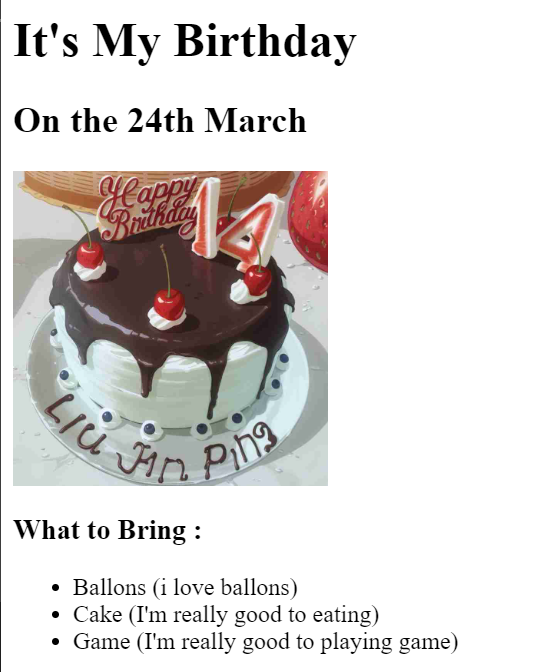 It's My Birthday
On the 24th March
Happy
Birthday
14
LIU JIn PIng
What to Bring :
Ballons (i love ballons)
Cake (I'm really good to eating)
Game (I'm really good to playing game)